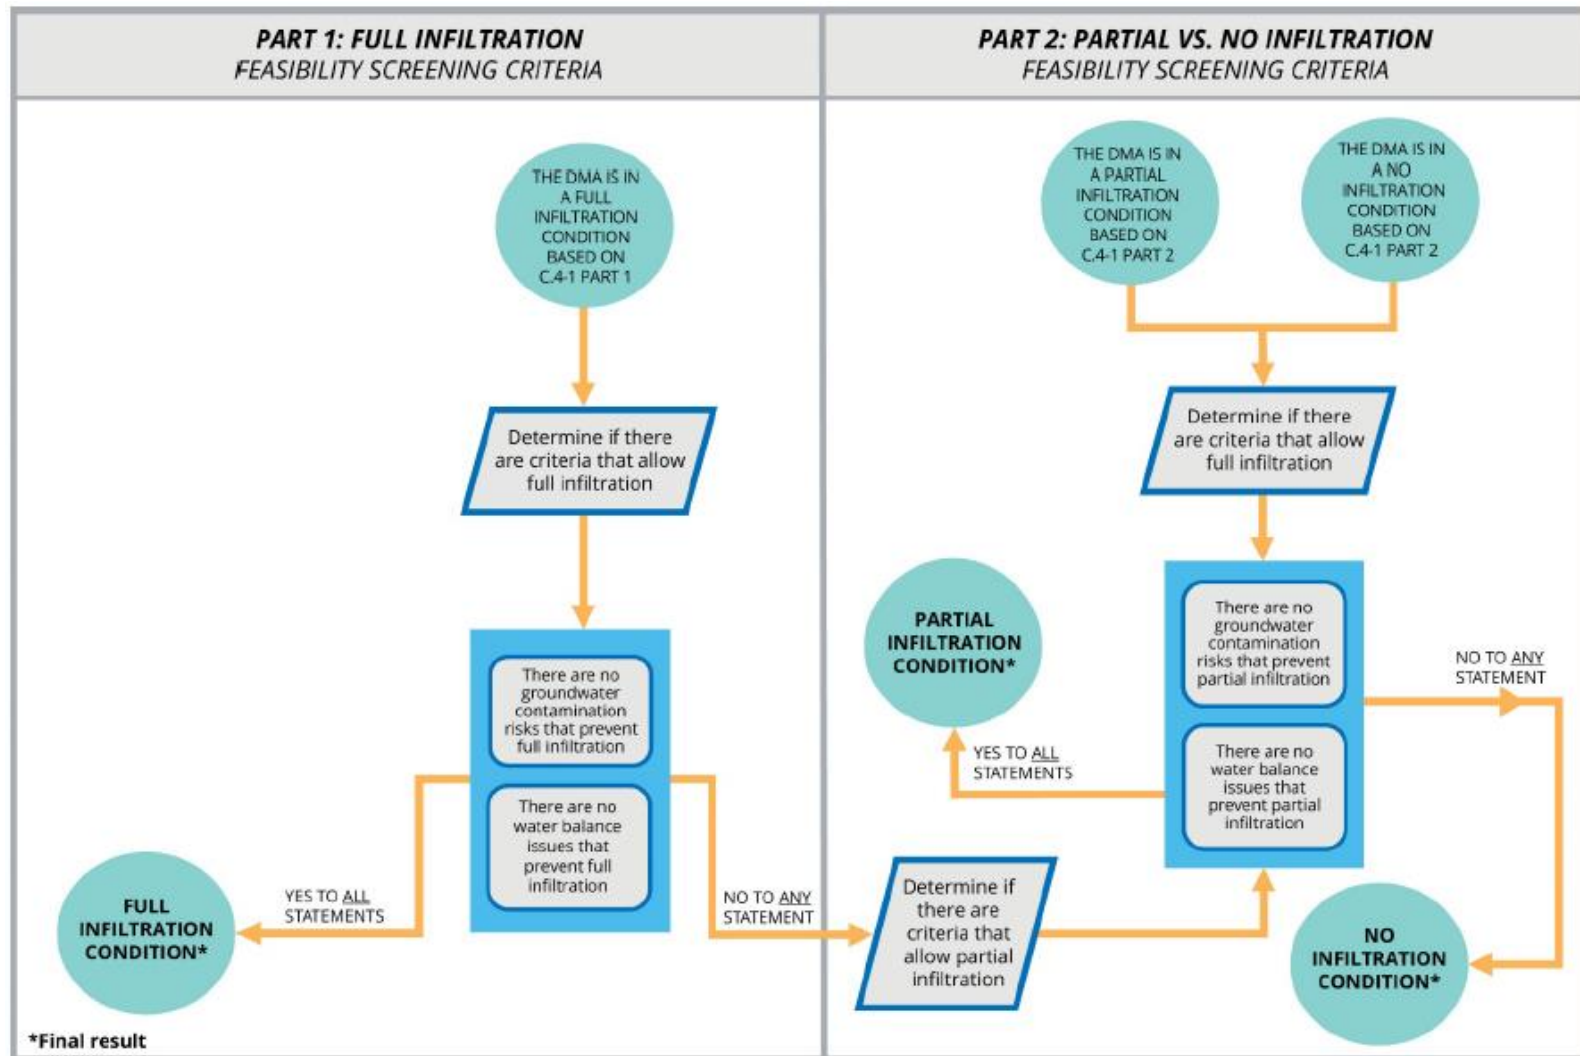 PART 1: FULL INFILTRATION
FEASIBILITY SCREENING CRITERIA
THE DMA IS IN
A FULL
INFILTRATION
CONDITION
BASED ON
C.4-1 PART 1
Determine if there
are criteria that allow
full infiltration
There are no
groundwater
contamination
risks that prevent
full infiltration
There are no
water balance
issues that
prevent full
infiltration
YES TO ALL
STATEMENTS
FULL
INFILTRATION
CONDITION*
NO TO ANY
STATEMENT
*Final result
PART 2: PARTIAL VS. NO INFILTRATION
FEASIBILITY SCREENING CRITERIA
THE DMA IS IN
A PARTIAL
INFILTRATION
CONDITION
BASED ON
C.4-1 PART 2
THE DMA IS IN
A NO
INFILTRATION
CONDITION
BASED ON
C.4-1 PART 2
Determine if there
are criteria that allow
full infiltration
There are no
groundwater
contamination
risks that prevent
partial infiltration
There are no
water balance
issues that
prevent partial
infiltration
PARTIAL
INFILTRATION
CONDITION*
YES TO ALL
STATEMENTS
NO TO ANY
STATEMENT
Determine if
there are
criteria that
allow partial
infiltration
NO
INFILTRATION
CONDITION*